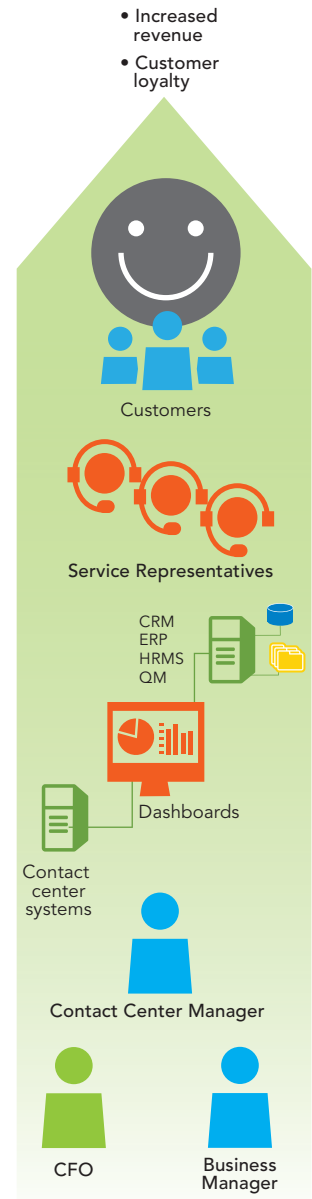 • Increased
revenue
• Customer
loyalty
Customers
Service Representatives
CRM
ERP
HRMS
QM
Dashboards
Contact
center
systems
Contact Center Manager
CFO
Business
Manager